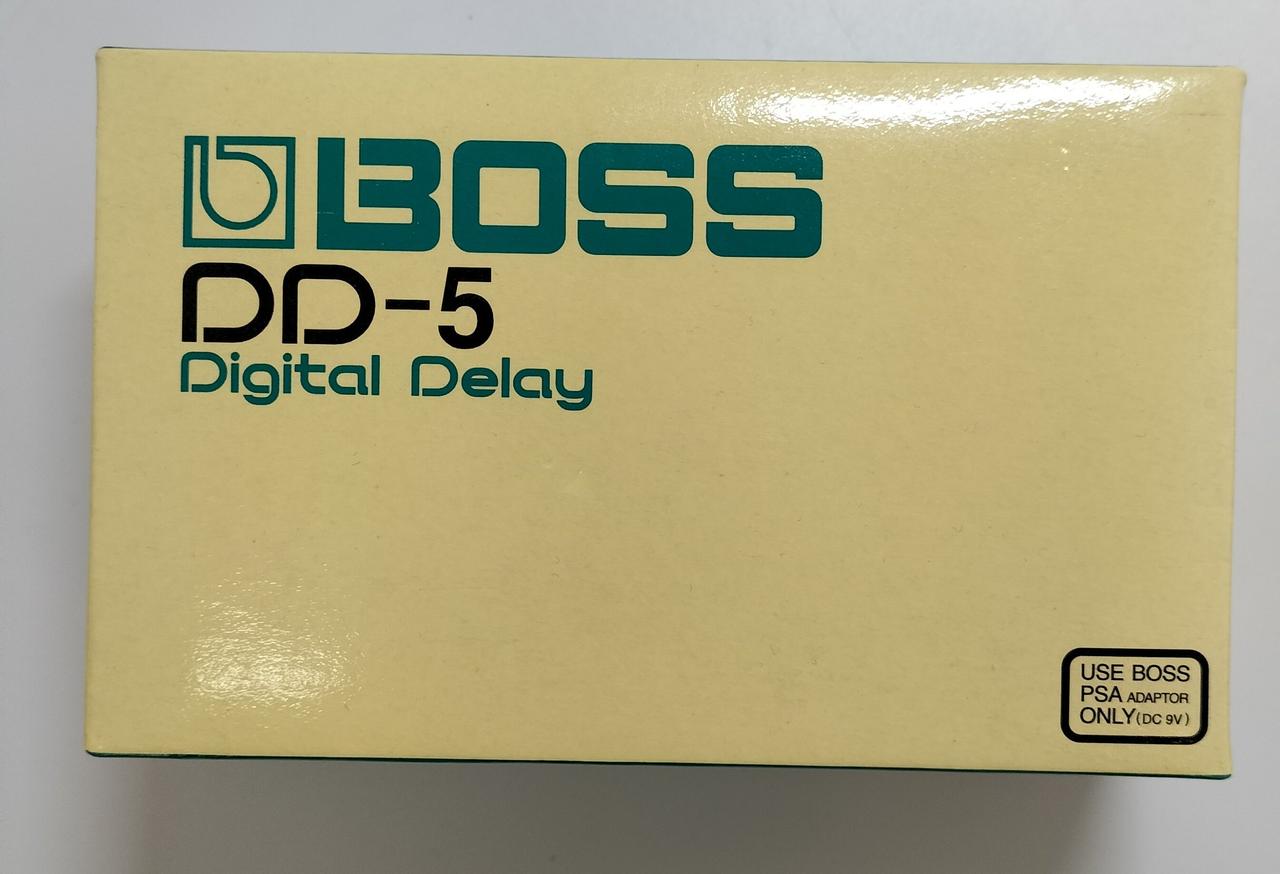 BOSS
DD-5
Digital Delay
USE BOSS
PSA ADAPTOR
ONLY(DC 9V)